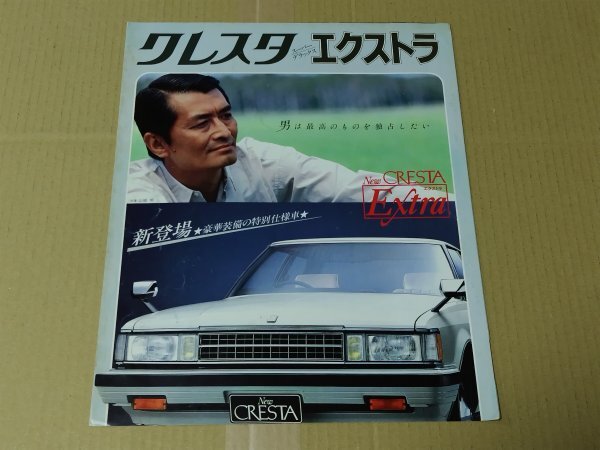 クレスタ スーパーデラックス エクストラ
男は最高のものを独占したい
New CRESTA
エクストラ
Extra
新登場 ★豪華装備の特別仕様車★
New
CRESTA